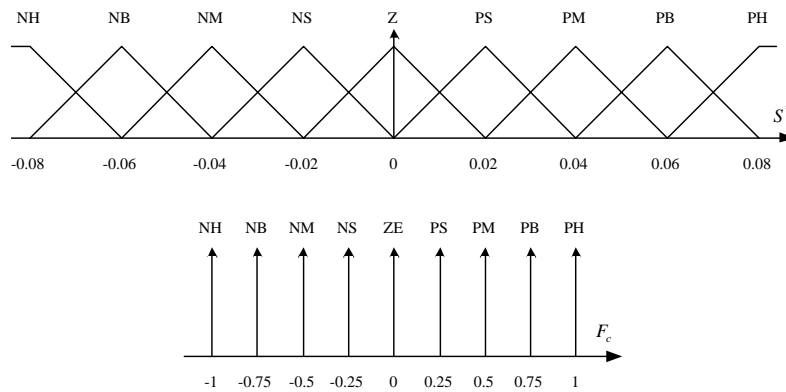 NH NB NM NS Z PS PM PB PH
S
-0.08 -0.06 -0.04 -0.02 0 0.02 0.04 0.06 0.08
NH NB NM NS ZE PS PM PB PH
F_c
-1 -0.75 -0.5 -0.25 0 0.25 0.5 0.75 1